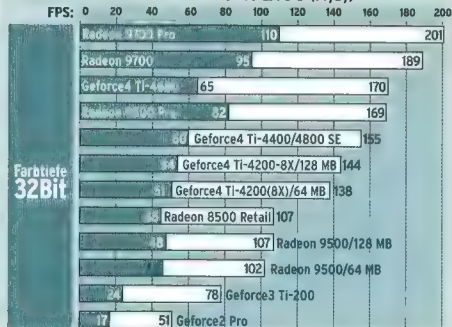 FPS: 0 20 40 60 80 100 120 140 160 180 200
Radeon 9700 Pro 110 201
Radeon 9700 95 189
Geforce4 65 170
82 169
Geforce4 Ti-4400/4800 SE 155
Geforce4 Ti-4200-8X/128 MB 144
Geforce4 Ti-4200(8X)/64 MB 138
Farbtiefe
32Bit
Radeon 8500 Retail 107
107 Radeon 9500/128 MB
102 Radeon 9500/64 MB
24 78 Geforce3 Ti-200
17 51 Geforce2 Pro